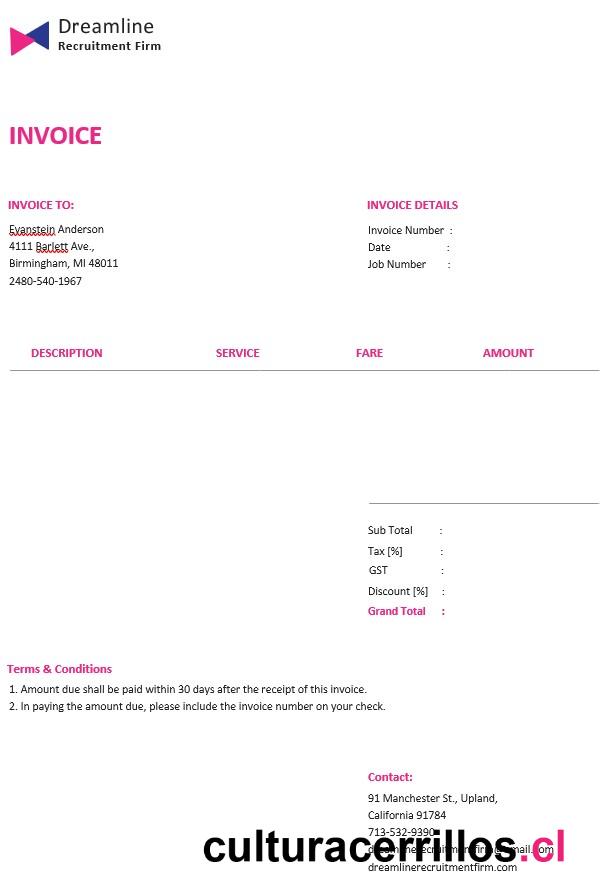 Dreamline
Recruitment Firm
INVOICE
INVOICE TO:
Evanstein Anderson
4111 Barlett Ave.,
Birmingham, MI 48011
2480-540-1967
INVOICE DETAILS
Invoice Number :
Date :
Job Number :
DESCRIPTION SERVICE FARE AMOUNT
Sub Total :
Tax [%] :
GST :
Discount [%] :
Grand Total :
Terms & Conditions
1. Amount due shall be paid within 30 days after the receipt of this invoice.
2. In paying the amount due, please include the invoice number on your check.
Contact:
91 Manchester St., Upland,
California 91784
713-532-9390
culturacerrillos.cl
dreamlinerecruitmentfirm.com